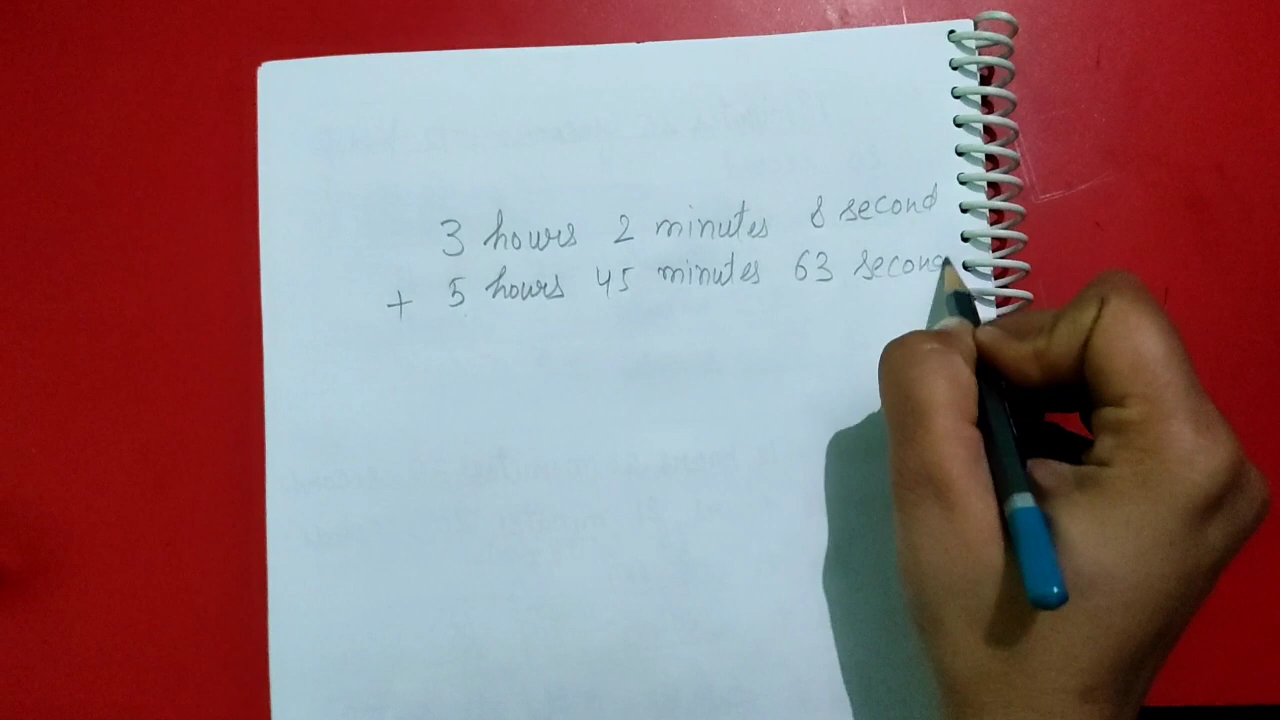 3 hours 2 minutes 8 second
+ 5 hours 45 minutes 63 second